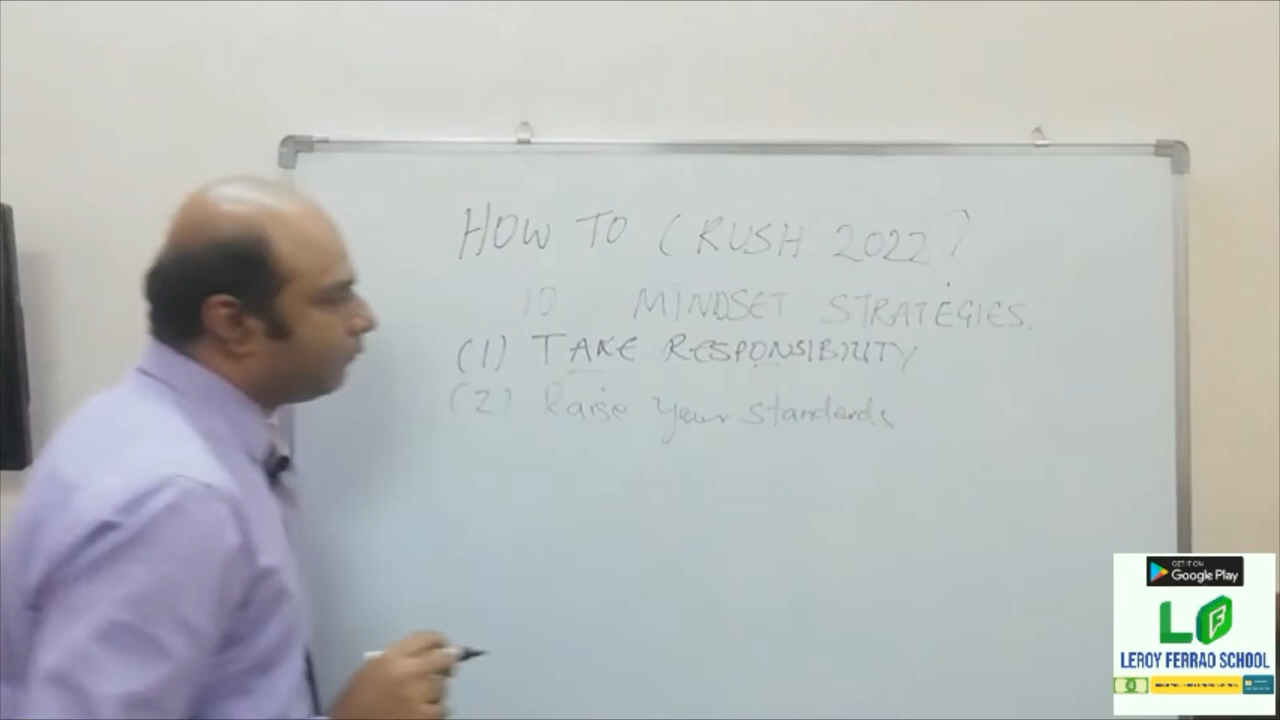 HOW TO CRUSH 2022?
10 MINDSET STRATEGIES.
(1) TAKE RESPONSIBILITY
(2) Raise your standards
GET IT ON
Google Play
LF
LEROY FERRAO SCHOOL